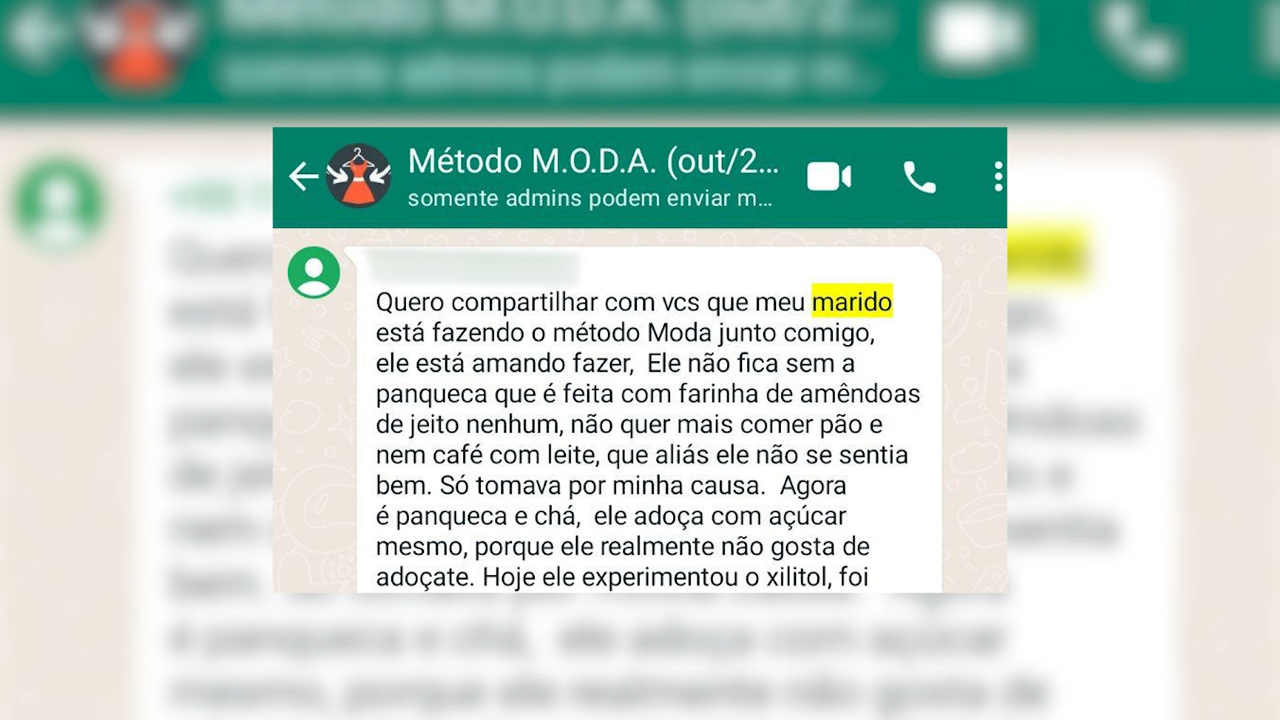 Método M.O.D.A. (out/2...
somente admins podem enviar m...
Quero compartilhar com vcs que meu marido
está fazendo o método Moda junto comigo,
ele está amando fazer,  Ele não fica sem a
panqueca que é feita com farinha de amêndoas
de jeito nenhum, não quer mais comer pão e
nem café com leite, que aliás ele não se sentia
bem. Só tomava por minha causa.  Agora
é panqueca e chá,  ele adoça com açúcar
mesmo, porque ele realmente não gosta de
adoçate. Hoje ele experimentou o xilitol, foi